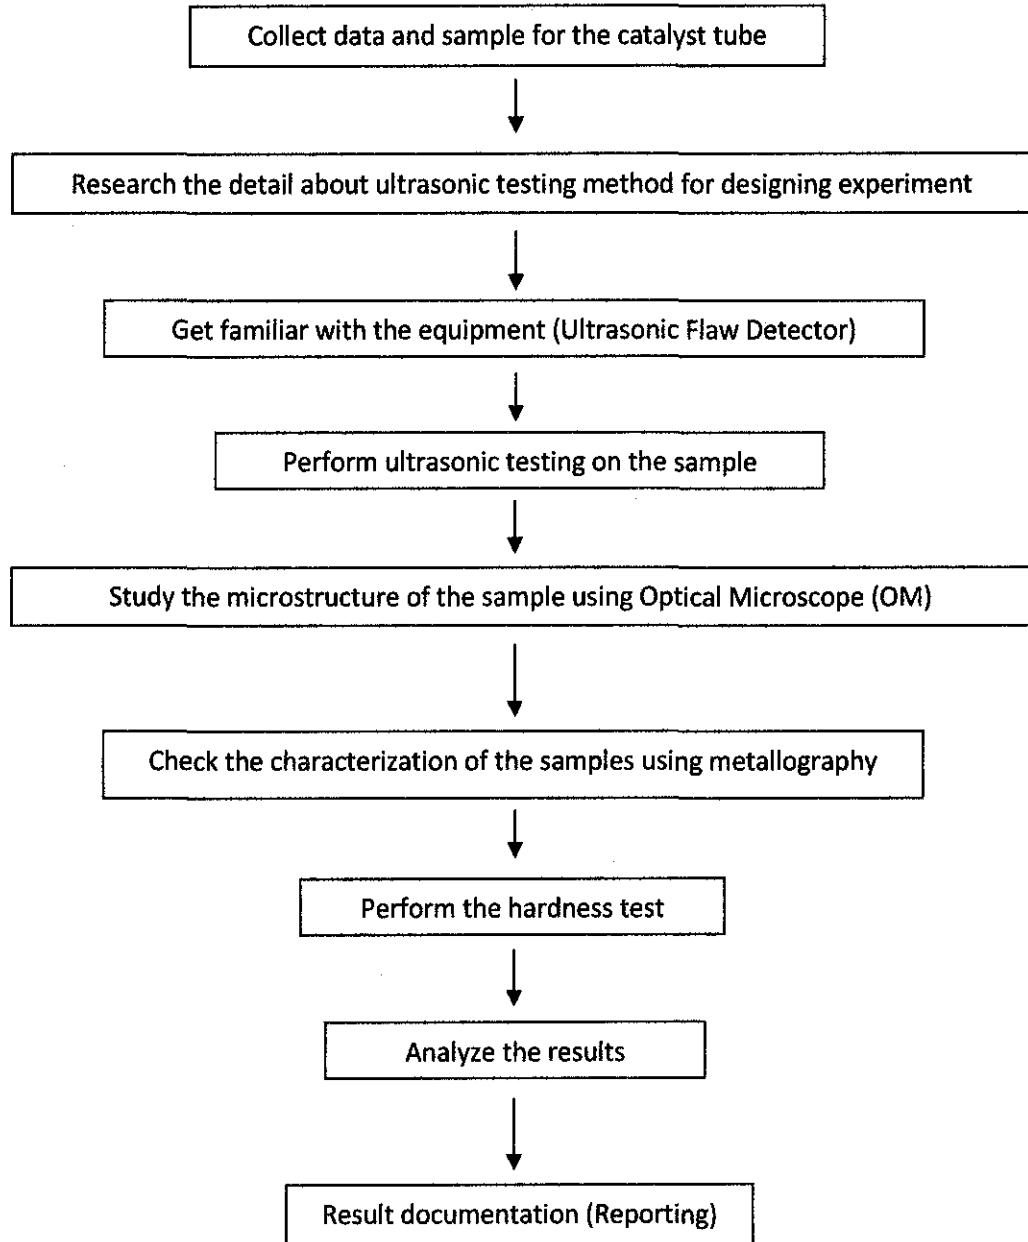 Collect data and sample for the catalyst tube
Research the detail about ultrasonic testing method for designing experiment
Get familiar with the equipment (Ultrasonic Flaw Detector)
Perform ultrasonic testing on the sample
Study the microstructure of the sample using Optical Microscope (OM)
Check the characterization of the samples using metallography
Perform the hardness test
Analyze the results
Result documentation (Reporting)